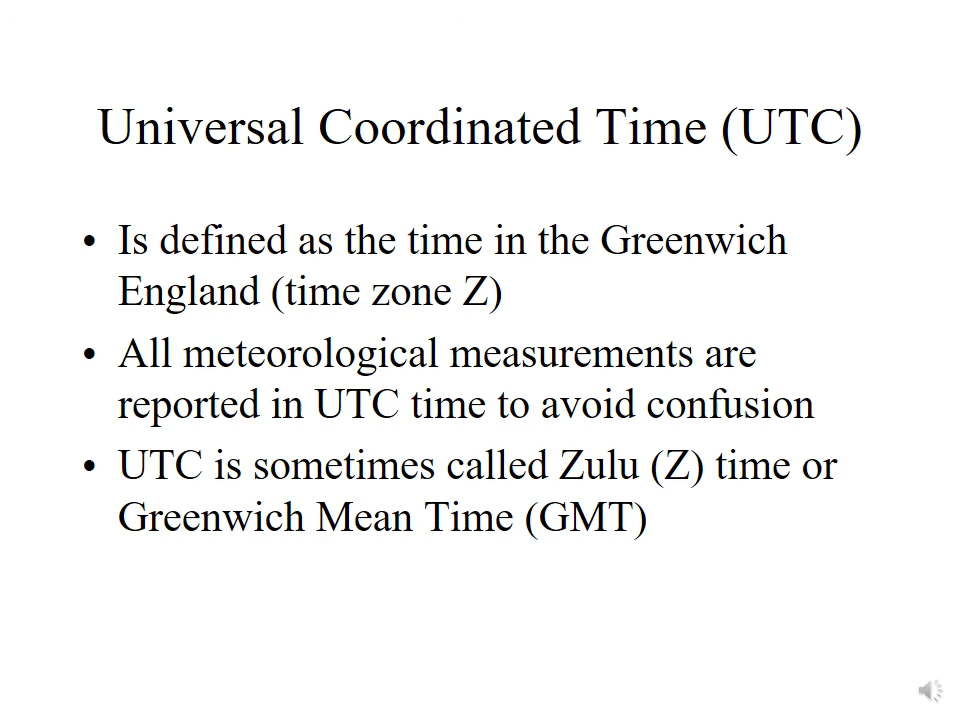 Universal Coordinated Time (UTC)
• Is defined as the time in the Greenwich
England (time zone Z)
• All meteorological measurements are
reported in UTC time to avoid confusion
• UTC is sometimes called Zulu (Z) time or
Greenwich Mean Time (GMT)